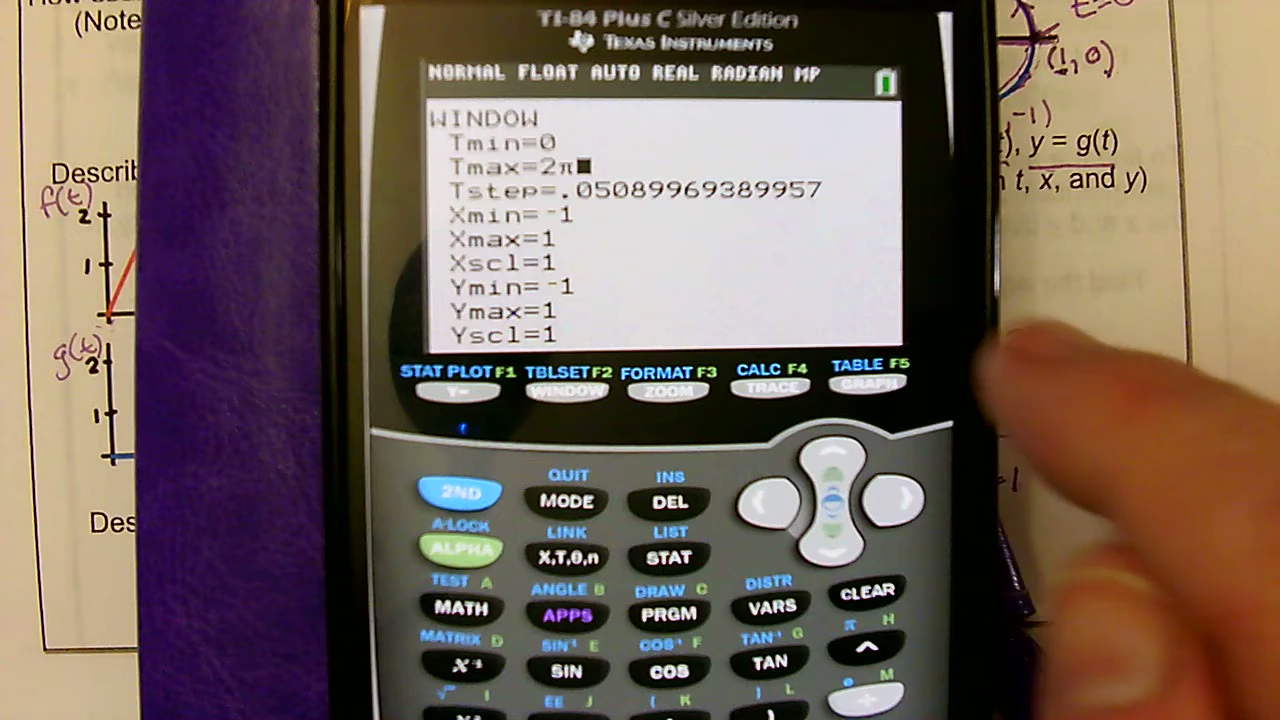 (Note
Describ
f(t)
2
1
g(t)
2
1
Des
TI-84 Plus C Silver Edition
TEXAS INSTRUMENTS
NORMAL FLOAT AUTO REAL RADIAN MP
WINDOW
Tmin=0
Tmax=2π
Tstep=.05089969389957
Xmin=-1
Xmax=1
Xscl=1
Ymin=-1
Ymax=1
Yscl=1
STAT PLOT F1 TBLSET F2 FORMAT F3 CALC F4 TABLE F5
Y= WINDOW ZOOM TRACE GRAPH
QUIT INS
2ND MODE DEL
A-LOCK LINK LIST
ALPHA X,T,θ,n STAT
TEST A ANGLE B DRAW C DISTR
MATH APPS PRGM VARS CLEAR
MATRIX D SIN⁻¹ E COS⁻¹ F TAN⁻¹ G π H
X⁻¹ SIN COS TAN ^
√ I EE J { K } L e M
÷
(1, 0)
-1)
), y = g(t)
n t, x, and y)
=1